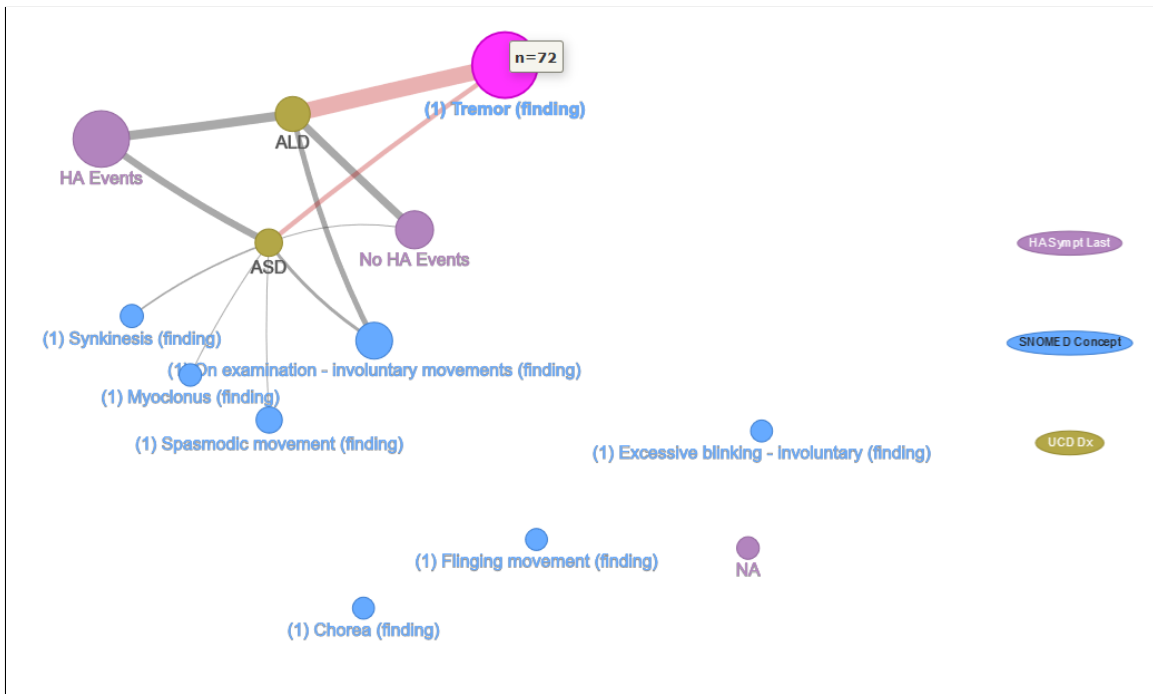 n=72
(1) Tremor (finding)
ALD
HA Events
No HA Events
ASD
HASympt Last
(1) Synkinesis (finding)
SNOMED Concept
(1) On examination - involuntary movements (finding)
(1) Myoclonus (finding)
(1) Spasmodic movement (finding)
UCD Dx
(1) Excessive blinking - involuntary (finding)
(1) Flinging movement (finding)
NA
(1) Chorea (finding)